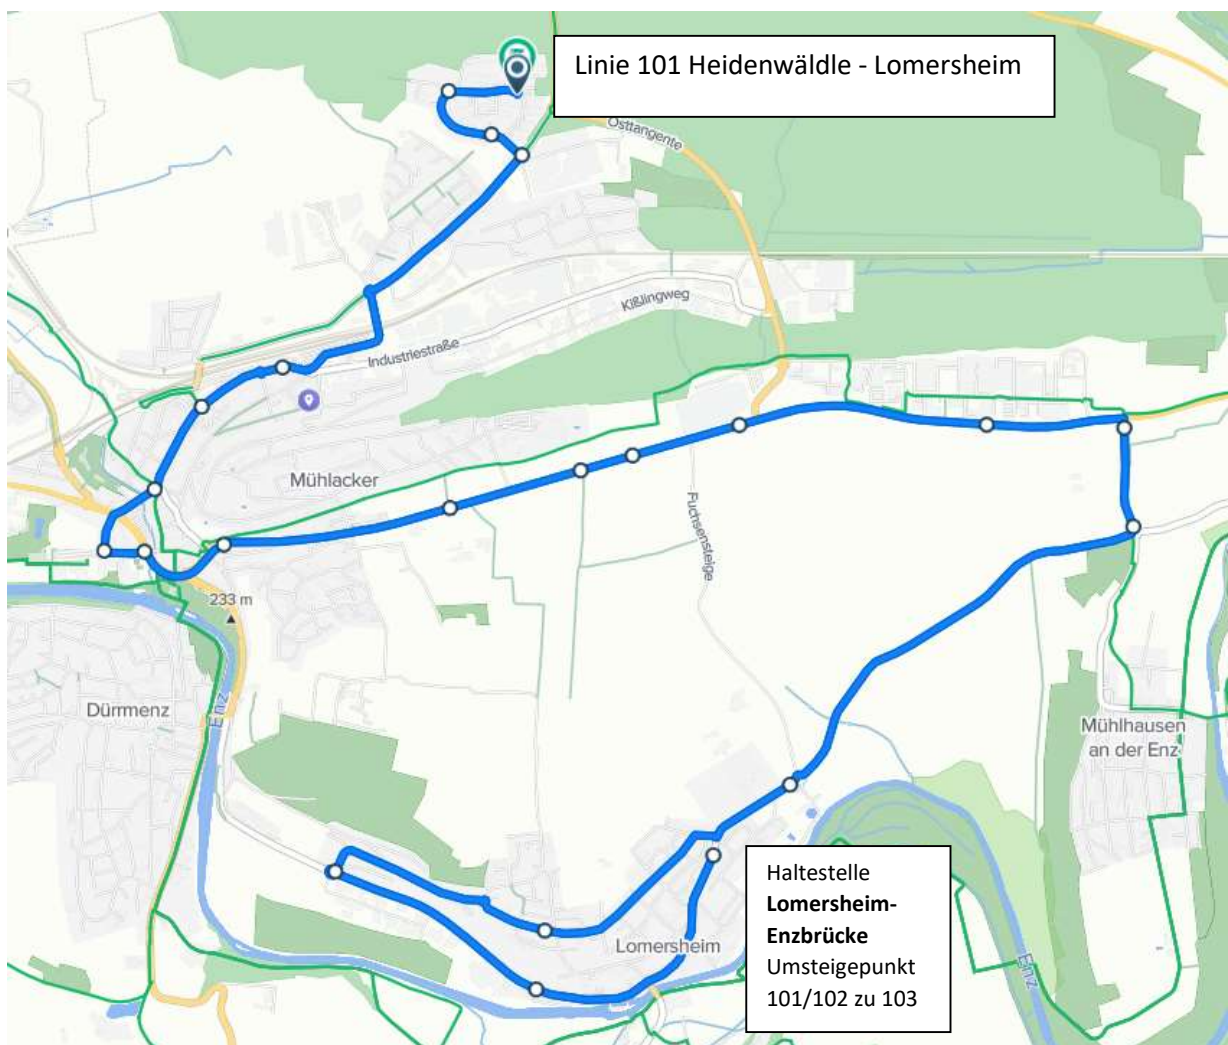 Linie 101 Heidenwäldle - Lomersheim
Osttangente
Kißlingweg
Industriestraße
Mühlacker
Fuchsensteige
233 m
Enz
Dürrmenz
Mühlhausen
an der Enz
Haltestelle
Lomersheim-
Enzbrücke
Umsteigepunkt
101/102 zu 103
Lomersheim
Enz